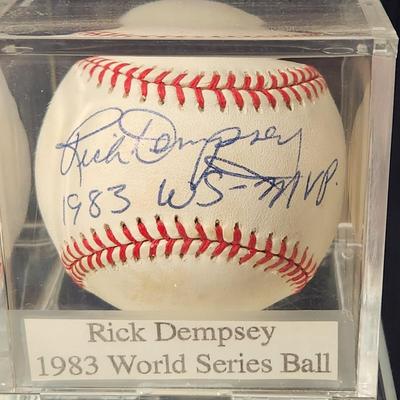 Rick Dempsey
1983 WS-MVP.
Rick Dempsey
1983 World Series Ball